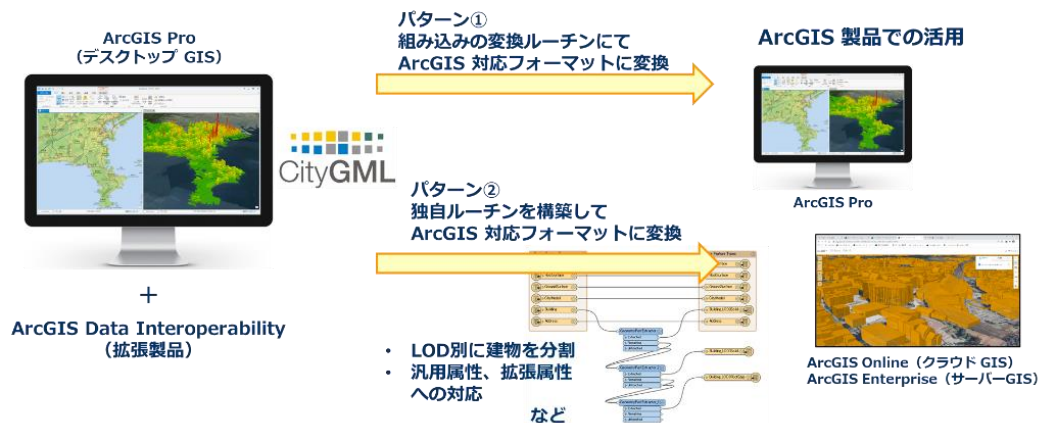 ArcGIS Pro
（デスクトップ GIS）
CityGML
＋
ArcGIS Data Interoperability
（拡張製品）
パターン①
組み込みの変換ルーチンにて
ArcGIS 対応フォーマットに変換
パターン②
独自ルーチンを構築して
ArcGIS 対応フォーマットに変換
• LOD別に建物を分割
• 汎用属性、拡張属性
への対応
など
ArcGIS 製品での活用
ArcGIS Pro
ArcGIS Online（クラウド GIS）
ArcGIS Enterprise（サーバーGIS）